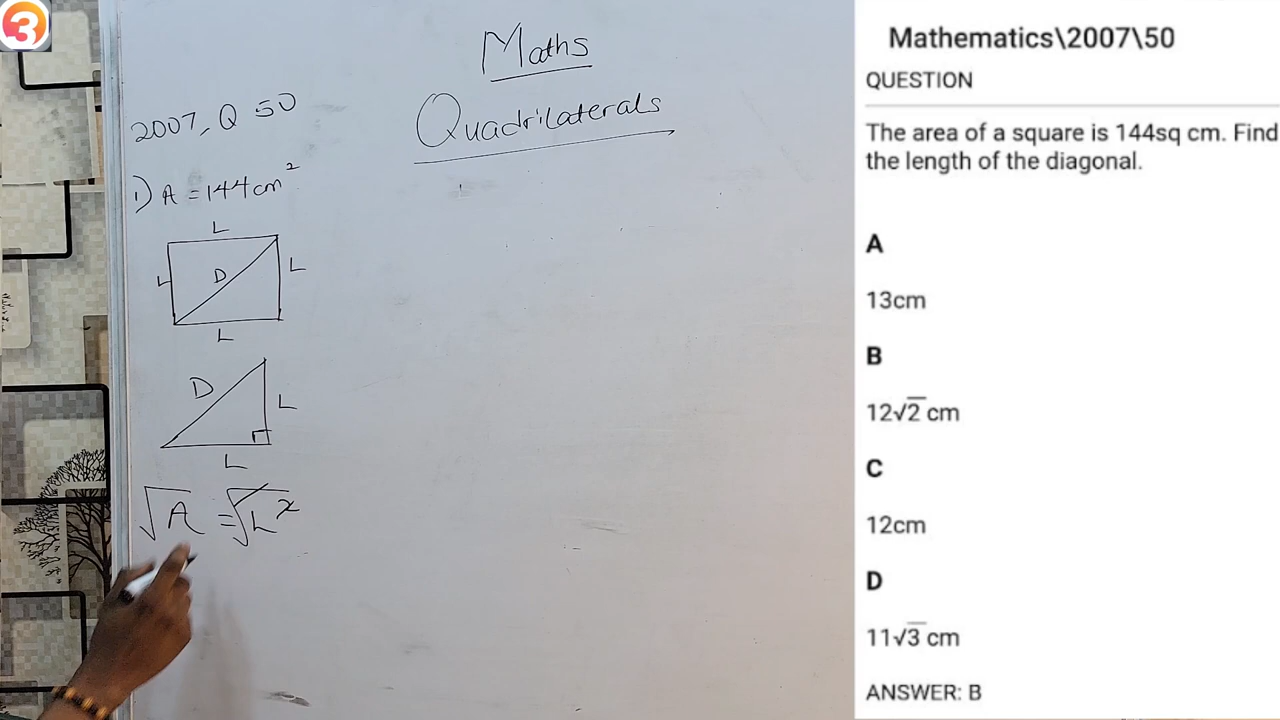 3
Maths
Quadrilaterals
2007, Q 50
1) A = 144cm²
L
L
D
L
L
D
L
L
√A = √L²
Mathematics\2007\50
QUESTION
The area of a square is 144sq cm. Find
the length of the diagonal.
A
13cm
B
12√2 cm
C
12cm
D
11√3 cm
ANSWER: B